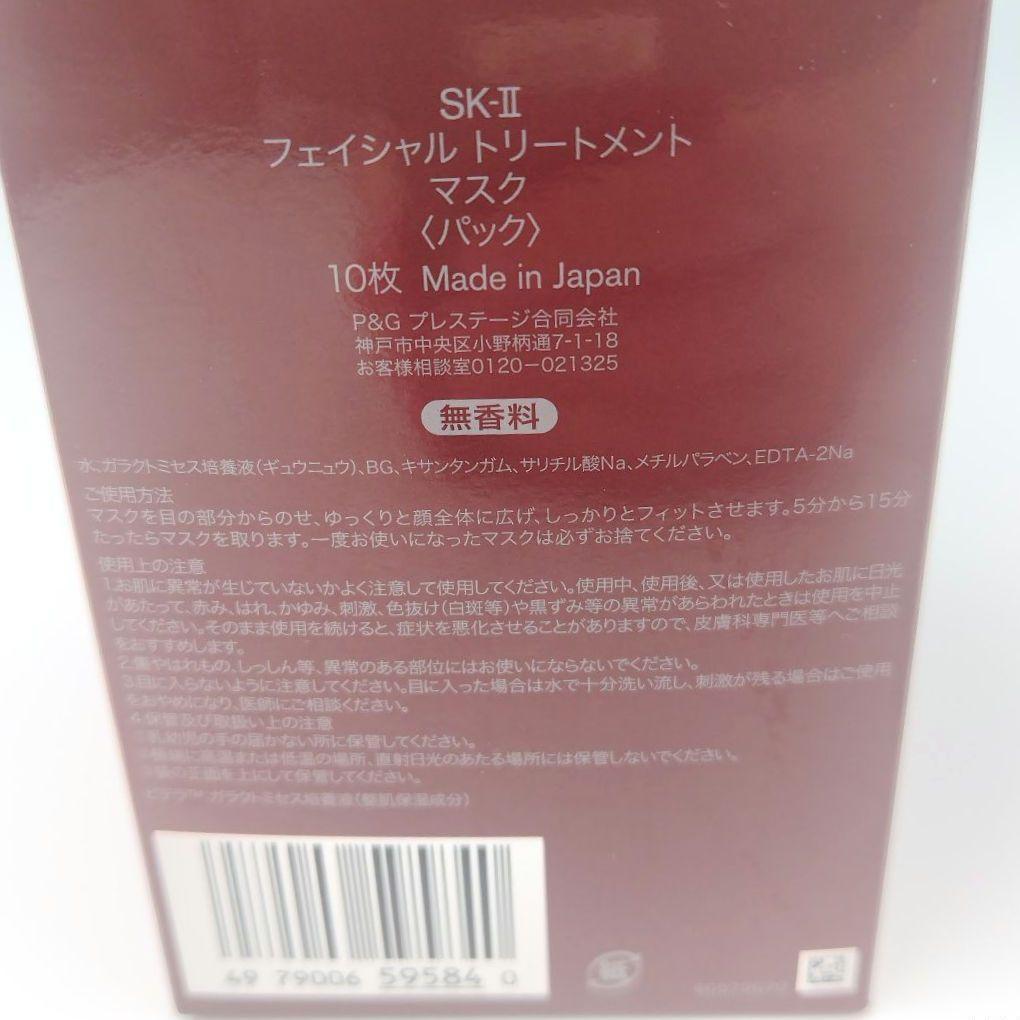 SK-Ⅱ
フェイシャル トリートメント
マスク
〈パック〉
10枚 Made in Japan
P&G プレステージ合同会社
神戸市中央区小野柄通7-1-18
お客様相談室0120-021325
無香料
水、ガラクトミセス培養液(ギュウニュウ)、BG、キサンタンガム、サリチル酸Na、メチルパラベン、EDTA-2Na
ご使用方法
マスクを目の部分からのせ、ゆっくりと顔全体に広げ、しっかりとフィットさせます。5分から15分
たったらマスクを取ります。一度お使いになったマスクは必ずお捨てください。
使用上の注意
1.お肌に異常が生じていないかよく注意して使用してください。使用中、使用後、又は使用したお肌に日光
があたって、赤み、はれ、かゆみ、刺激、色抜け(白斑等)や黒ずみ等の異常があらわれたときは使用を中止
してください。そのまま使用を続けると、症状を悪化させることがありますので、皮膚科専門医等へご相談
をおすすめします。
2.傷やはれもの、しっしん等、異常のある部位にはお使いにならないでください。
3.目に入らないように注意してください。目に入った場合は水で十分洗い流し、刺激が残る場合はご使用
をおやめになり、医師にご相談ください。
4.保管及び取扱い上の注意
乳幼児の手の届かない所に保管してください。
極端に高温または低温の場所、直射日光のあたる場所には保管しないでください。
袋の正面を上にして保管してください。
ピテラ™ ガラクトミセス培養液(整肌保湿成分)
49 79006 59584 0